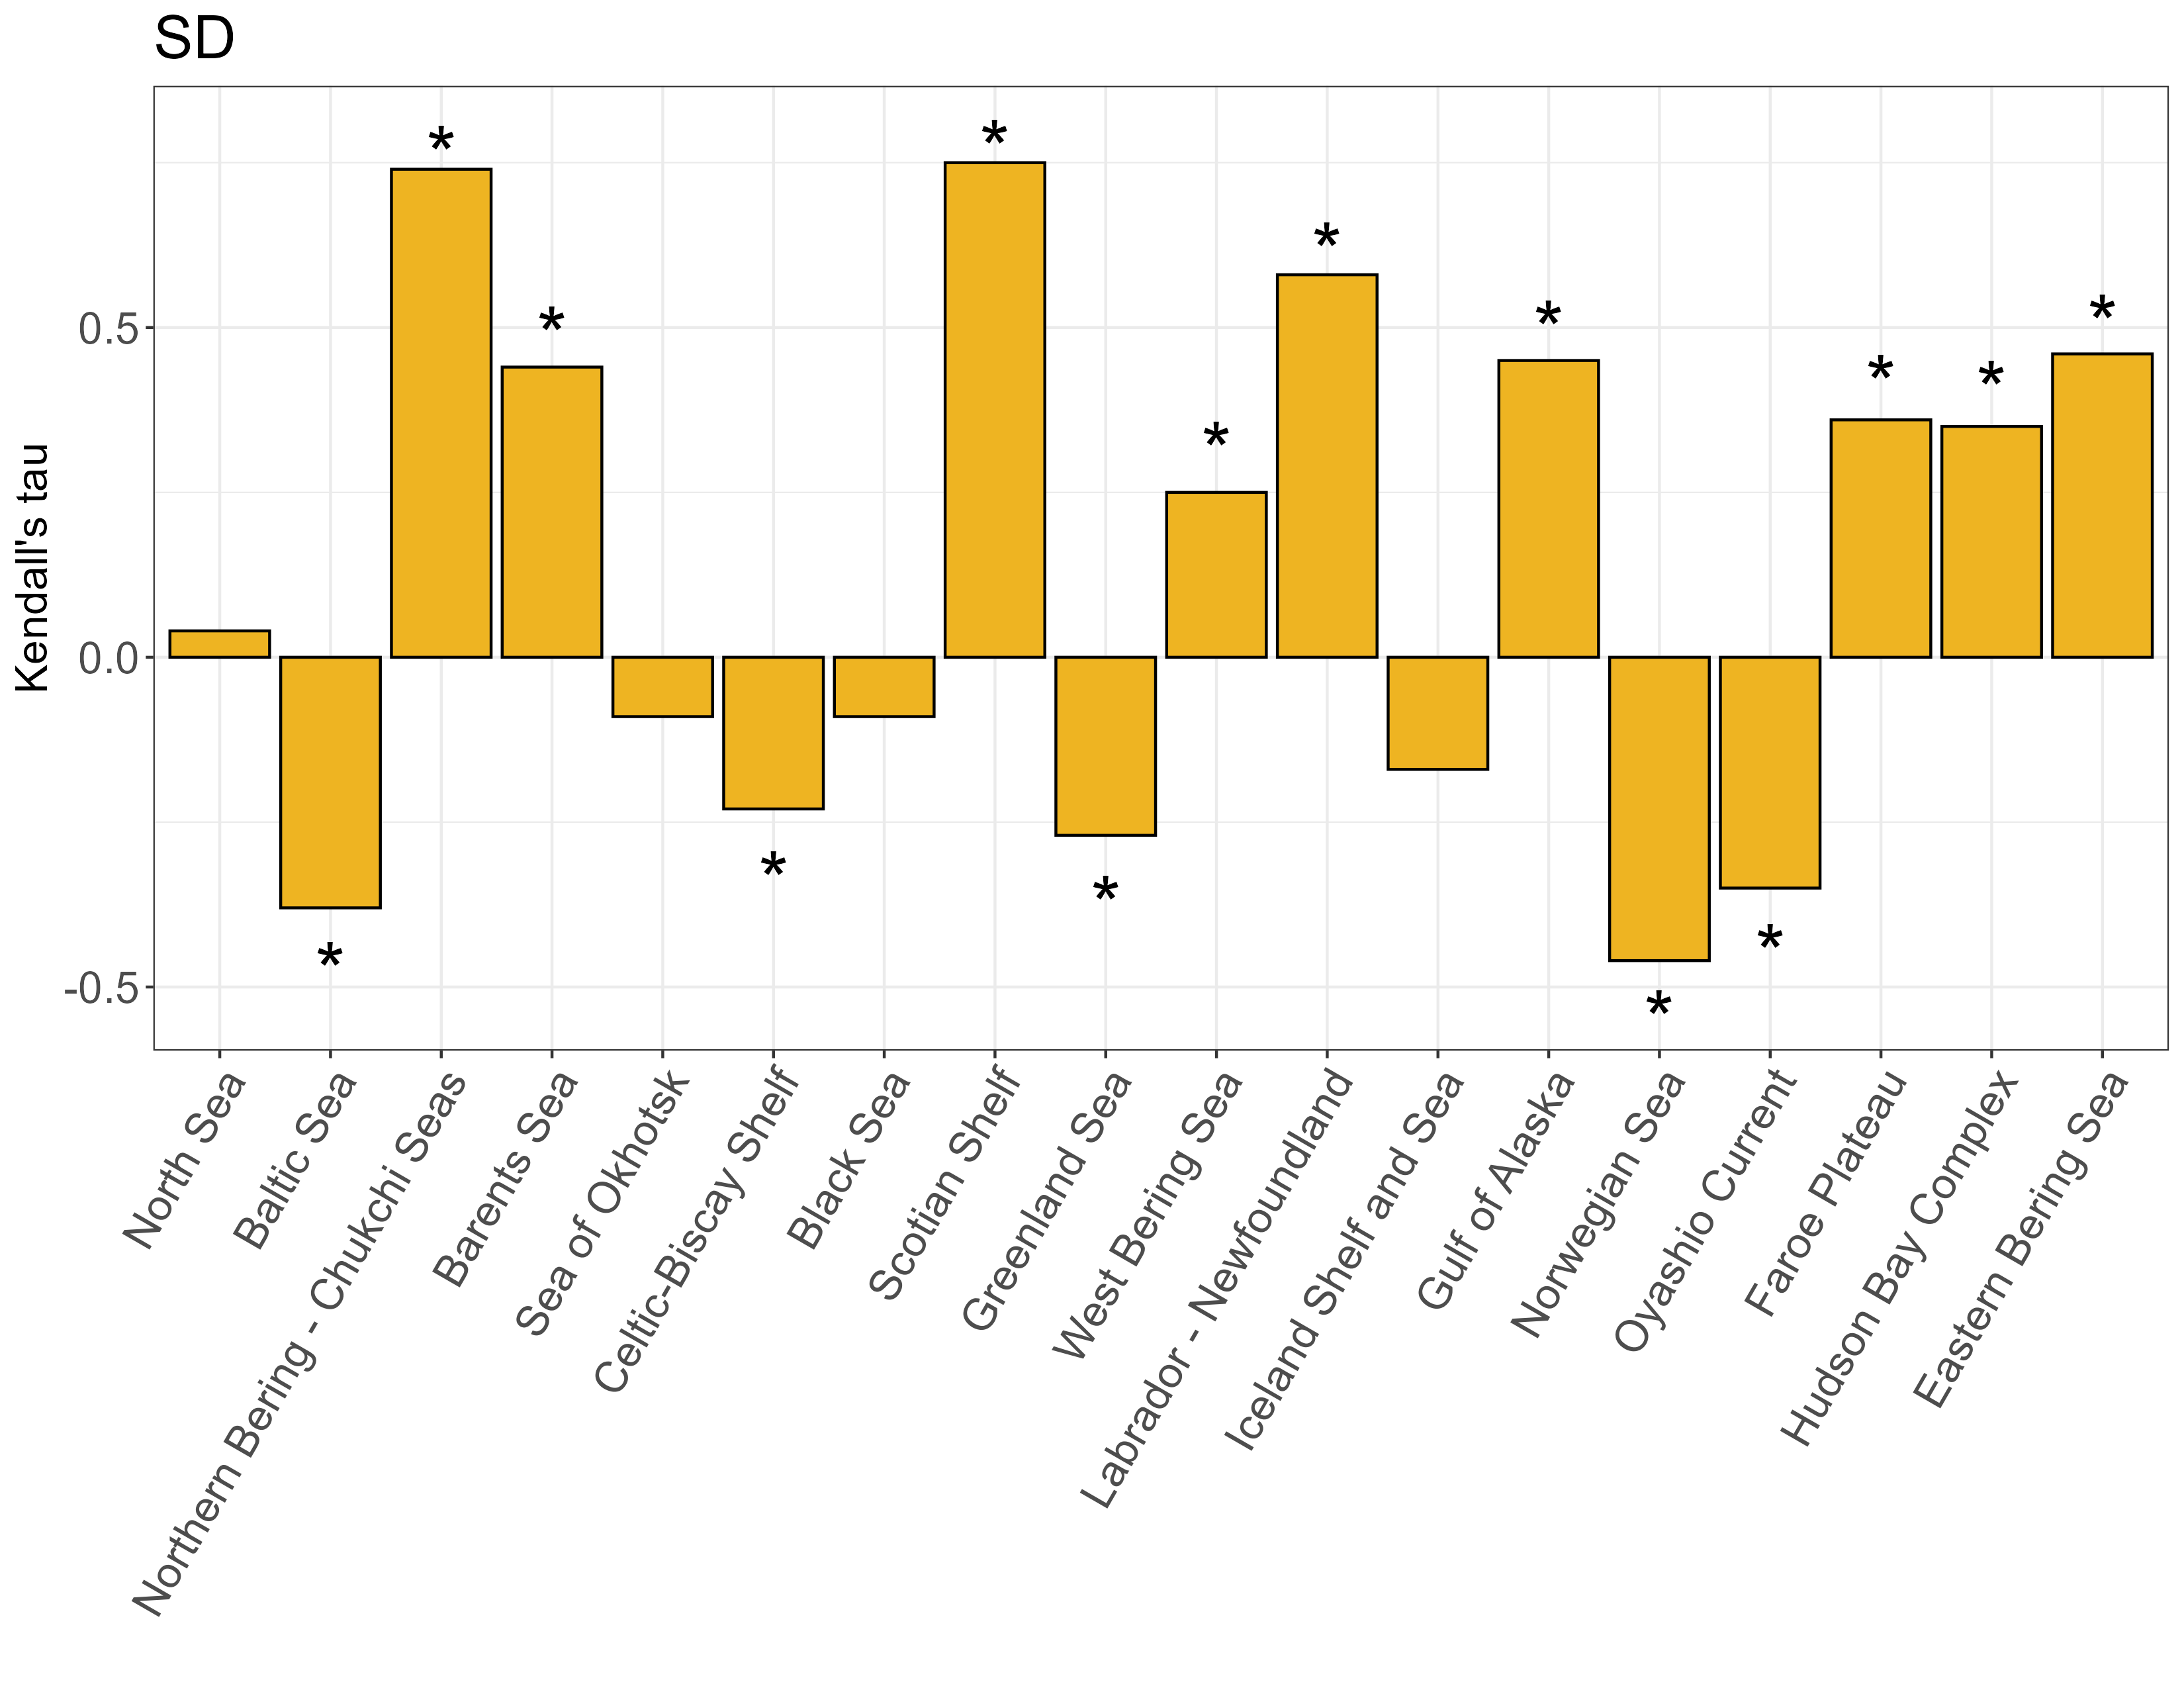 SD
Kendall's tau
0.5
0.0
-0.5
*
*
*
*
*
*
*
*
*
*
*
*
*
*
North Sea
Baltic Sea
Northern Bering - Chukchi Seas
Barents Sea
Sea of Okhotsk
Celtic-Biscay Shelf
Black Sea
Scotian Shelf
Greenland Sea
West Bering Sea
Labrador - Newfoundland
Iceland Shelf and Sea
Gulf of Alaska
Norwegian Sea
Oyashio Current
Faroe Plateau
Hudson Bay Complex
Eastern Bering Sea